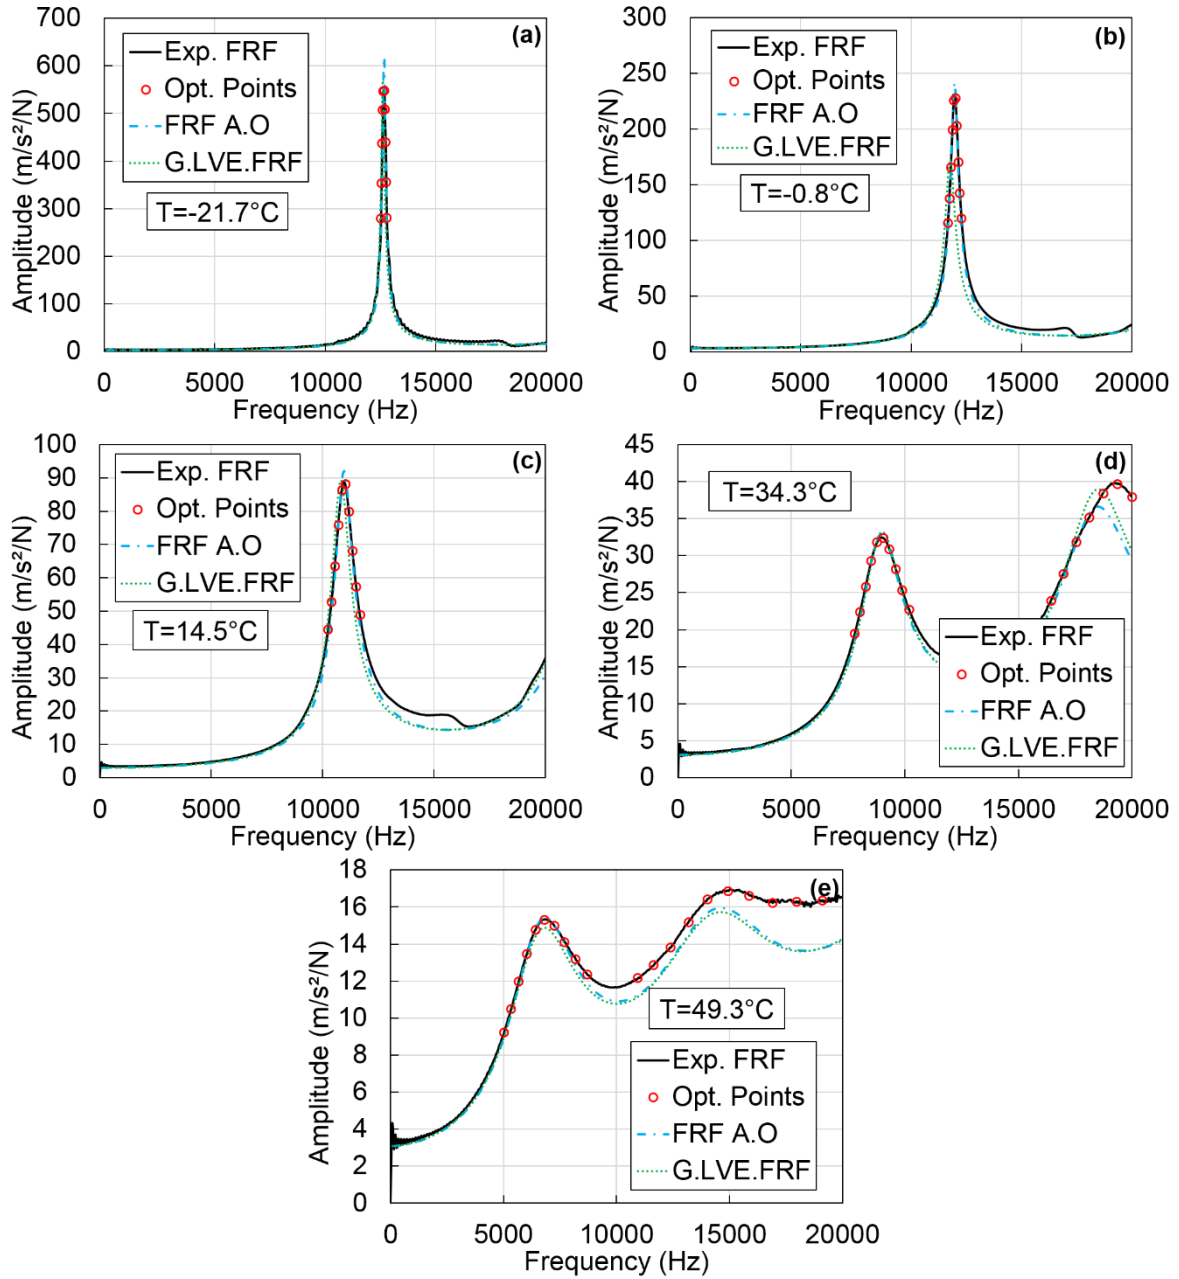 (a)
Amplitude (m/s²/N)
700
600
500
400
300
200
100
0
Exp. FRF
Opt. Points
FRF A.O
G.LVE.FRF
T=-21.7°C
0 5000 10000 15000 20000
Frequency (Hz)
(b)
Amplitude (m/s²/N)
300
250
200
150
100
50
0
Exp. FRF
Opt. Points
FRF A.O
G.LVE.FRF
T=-0.8°C
0 5000 10000 15000 20000
Frequency (Hz)
(c)
Amplitude (m/s²/N)
100
90
80
70
60
50
40
30
20
10
0
Exp. FRF
Opt. Points
FRF A.O
G.LVE.FRF
T=14.5°C
0 5000 10000 15000 20000
Frequency (Hz)
(d)
Amplitude (m/s²/N)
45
40
35
30
25
20
15
10
5
0
T=34.3°C
Exp. FRF
Opt. Points
FRF A.O
G.LVE.FRF
0 5000 10000 15000 20000
Frequency (Hz)
(e)
Amplitude (m/s²/N)
18
16
14
12
10
8
6
4
2
0
T=49.3°C
Exp. FRF
Opt. Points
FRF A.O
G.LVE.FRF
0 5000 10000 15000 20000
Frequency (Hz)